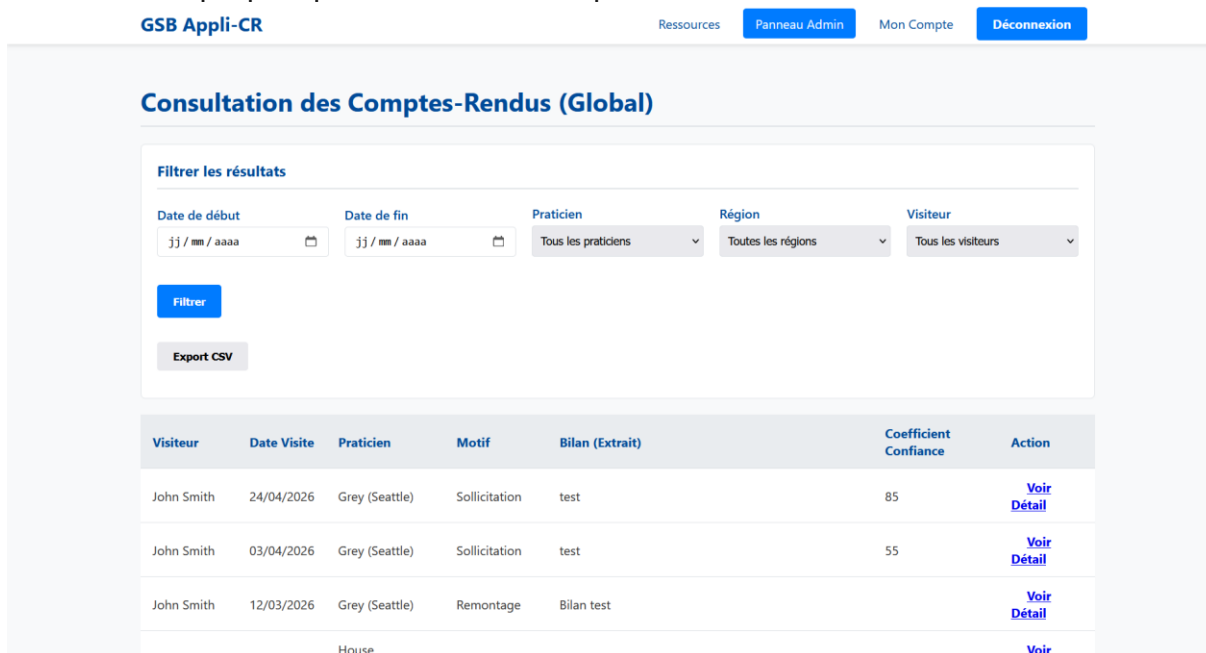 GSB Appli-CR Ressources Panneau Admin Mon Compte Déconnexion
Consultation des Comptes-Rendus (Global)
Filtrer les résultats
Date de début Date de fin Praticien Région Visiteur
jj/mm/aaaa jj/mm/aaaa Tous les praticiens Toutes les régions Tous les visiteurs
Filtrer
Export CSV
Visiteur Date Visite Praticien Motif Bilan (Extrait) Coefficient Confiance Action
John Smith 24/04/2026 Grey (Seattle) Sollicitation test 85 Voir Détail
John Smith 03/04/2026 Grey (Seattle) Sollicitation test 55 Voir Détail
John Smith 12/03/2026 Grey (Seattle) Remontage Bilan test Voir Détail
House Voir